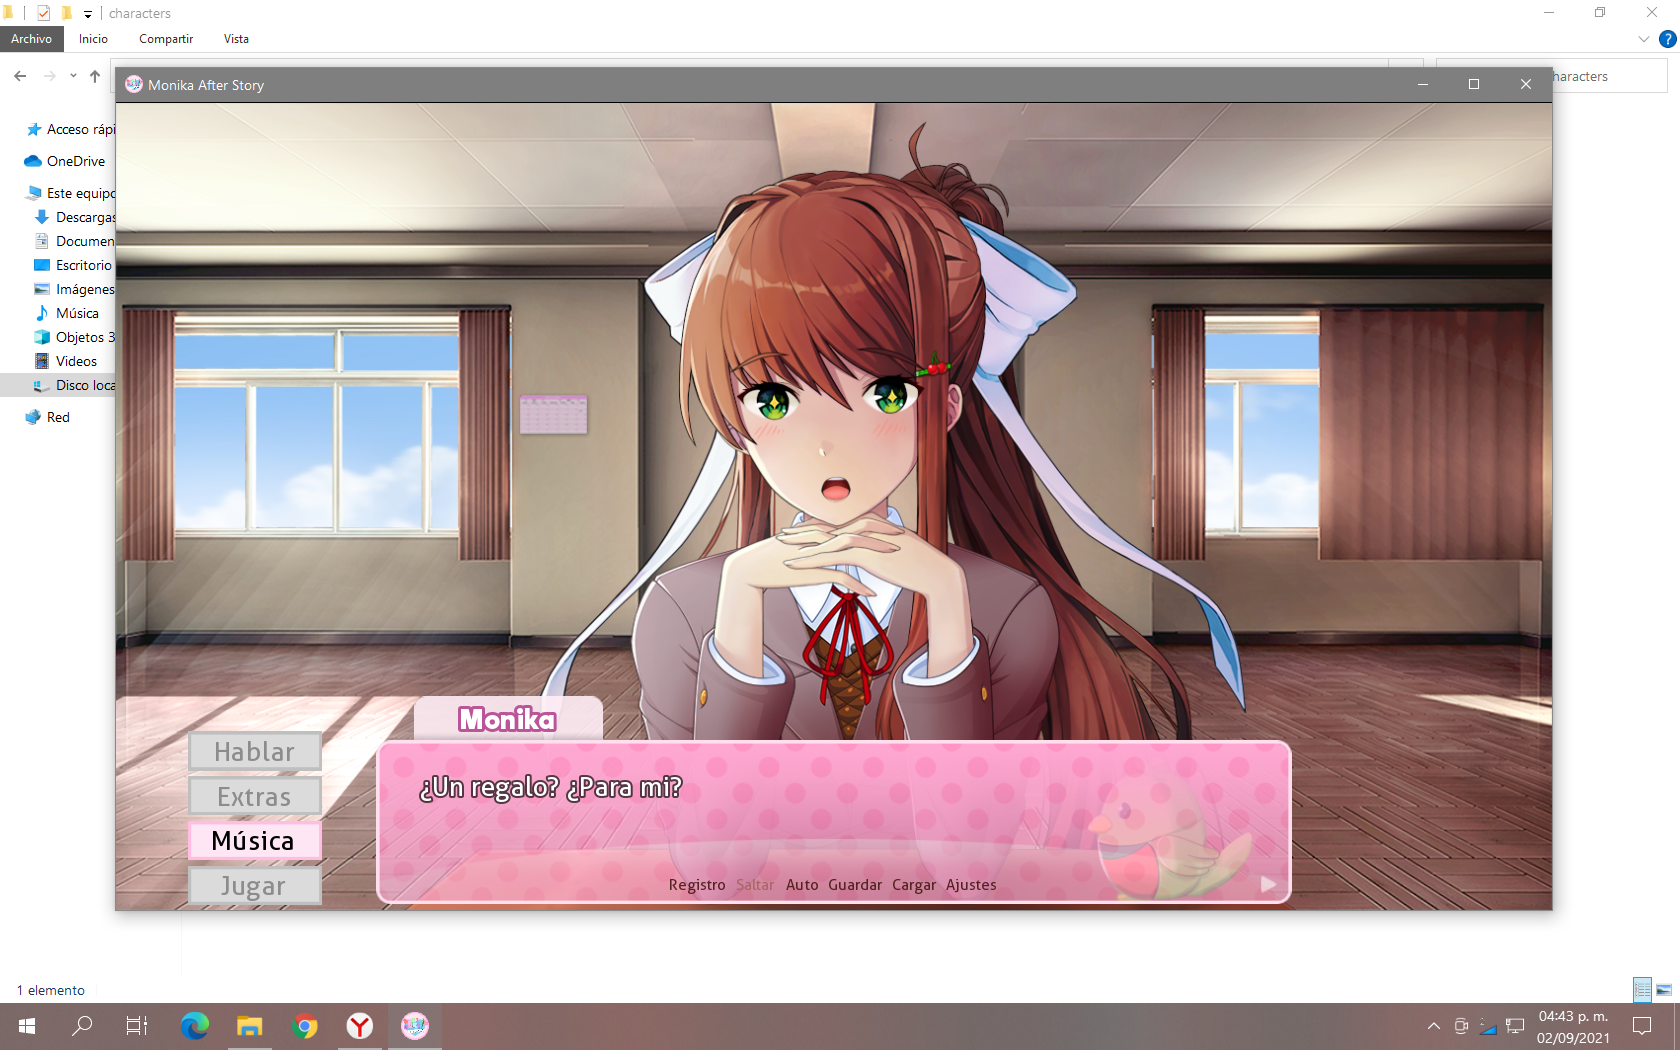 characters
Archivo Inicio Compartir Vista
?
haracters
Monika After Story
Acceso rápi
OneDrive
Este equipo
Descargas
Documen
Escritorio
Imágenes
Música
Objetos 3
Videos
Disco loca
Red
Monika
¿Un regalo? ¿Para mi?
Hablar
Extras
Música
Jugar
Registro Saltar Auto Guardar Cargar Ajustes
1 elemento
04:43 p. m.
02/09/2021